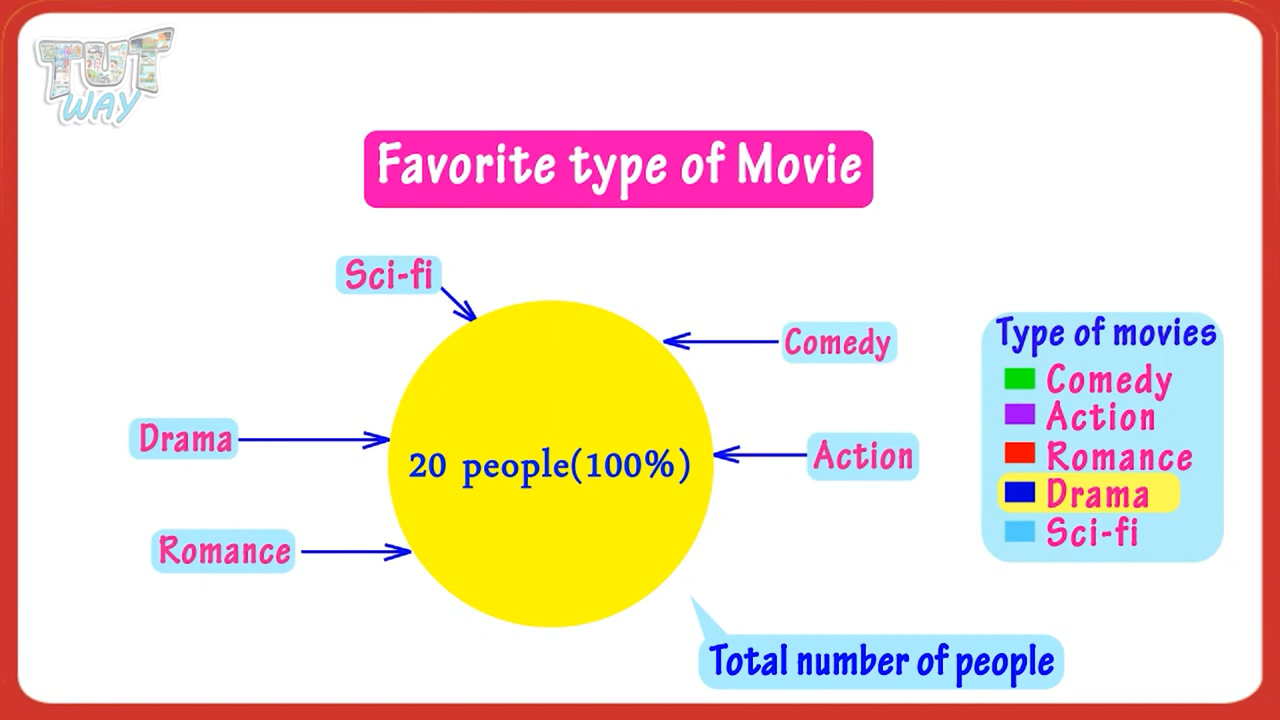 TUT
WAY
Favorite type of Movie
Sci-fi
Comedy
Drama
Action
20 people(100%)
Romance
Total number of people
Type of movies
Comedy
Action
Romance
Drama
Sci-fi